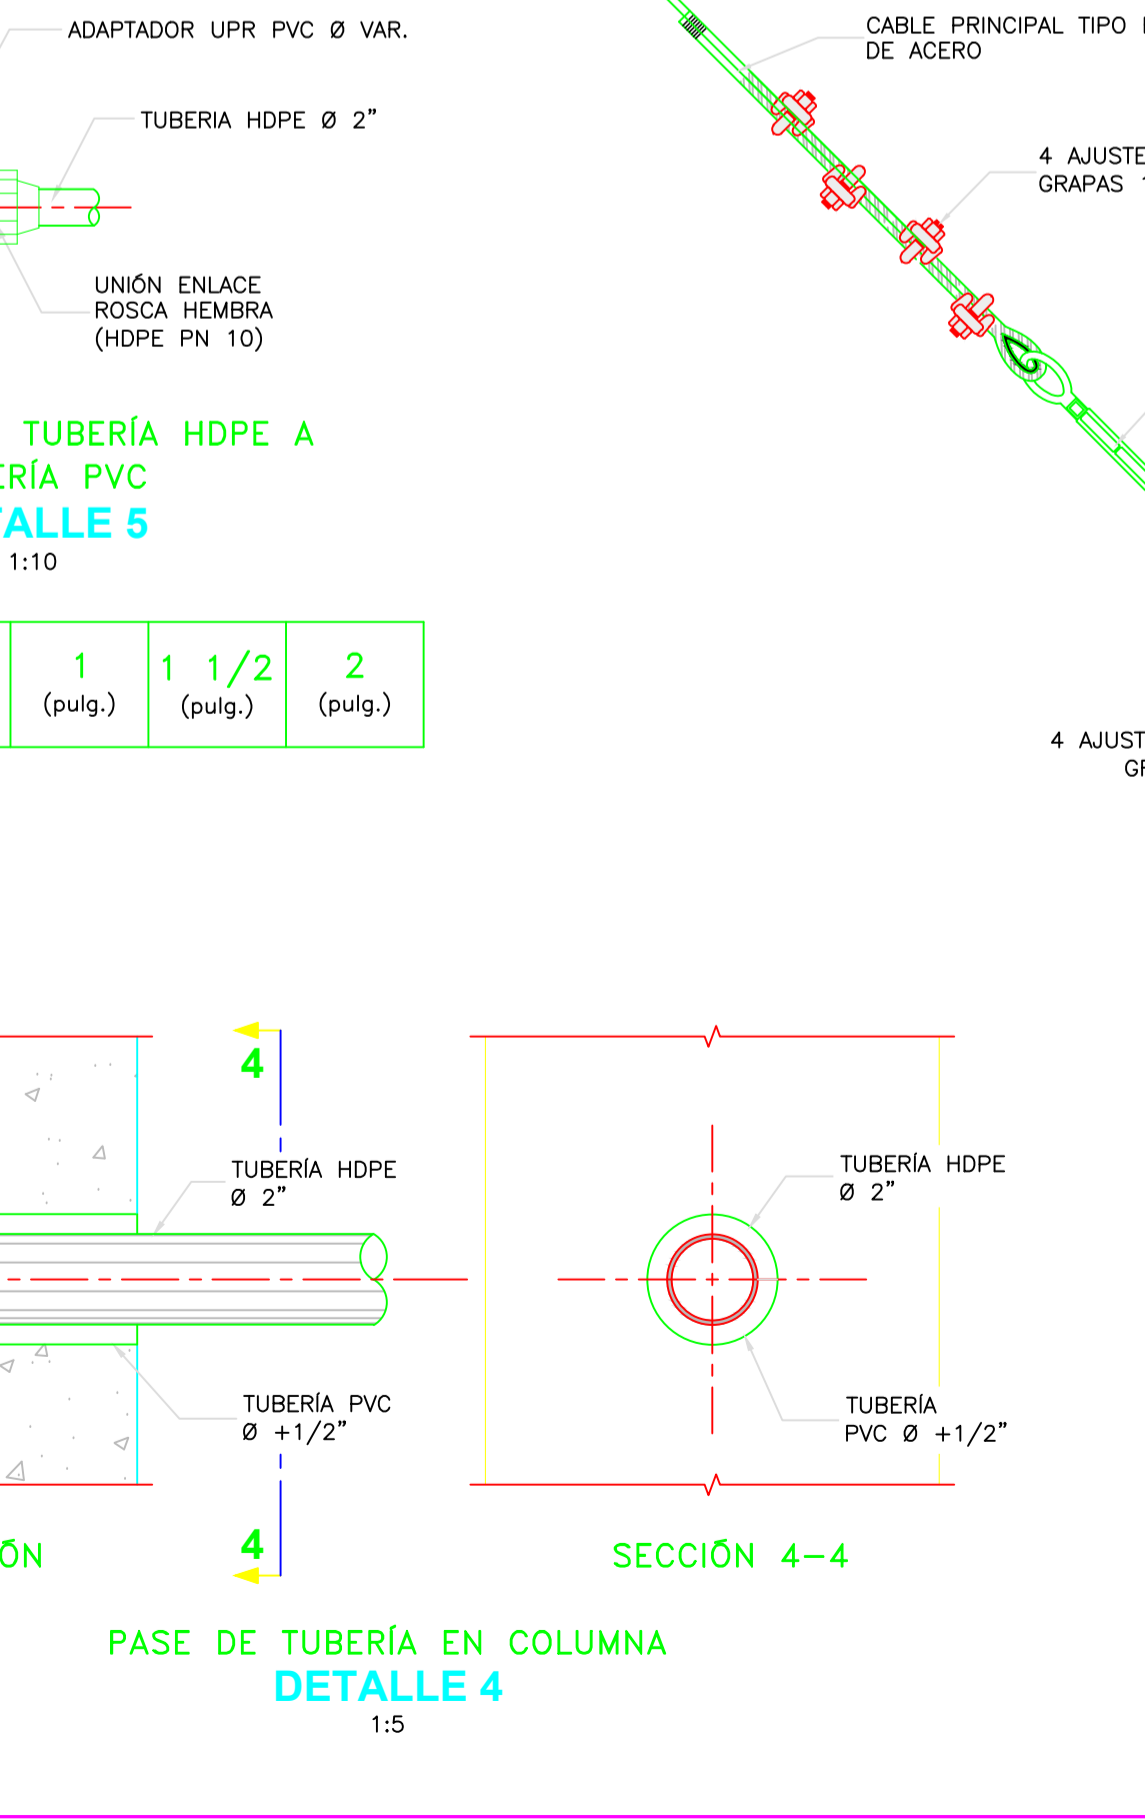 ADAPTADOR UPR PVC Ø VAR.
TUBERIA HDPE Ø 2”
UNIÓN ENLACE
ROSCA HEMBRA
(HDPE PN 10)
TUBERÍA HDPE A
ERÍA PVC
TALLE 5
1:10
1
(pulg.)
1 1/2
(pulg.)
2
(pulg.)
CABLE PRINCIPAL TIPO
DE ACERO
4 AJUSTE
GRAPAS 1
4 AJUST
GR
4
TUBERÍA HDPE
Ø 2”
TUBERÍA PVC
Ø +1/2”
4
ÓN
TUBERÍA HDPE
Ø 2”
TUBERÍA
PVC Ø +1/2”
SECCIÓN 4-4
PASE DE TUBERÍA EN COLUMNA
DETALLE 4
1:5